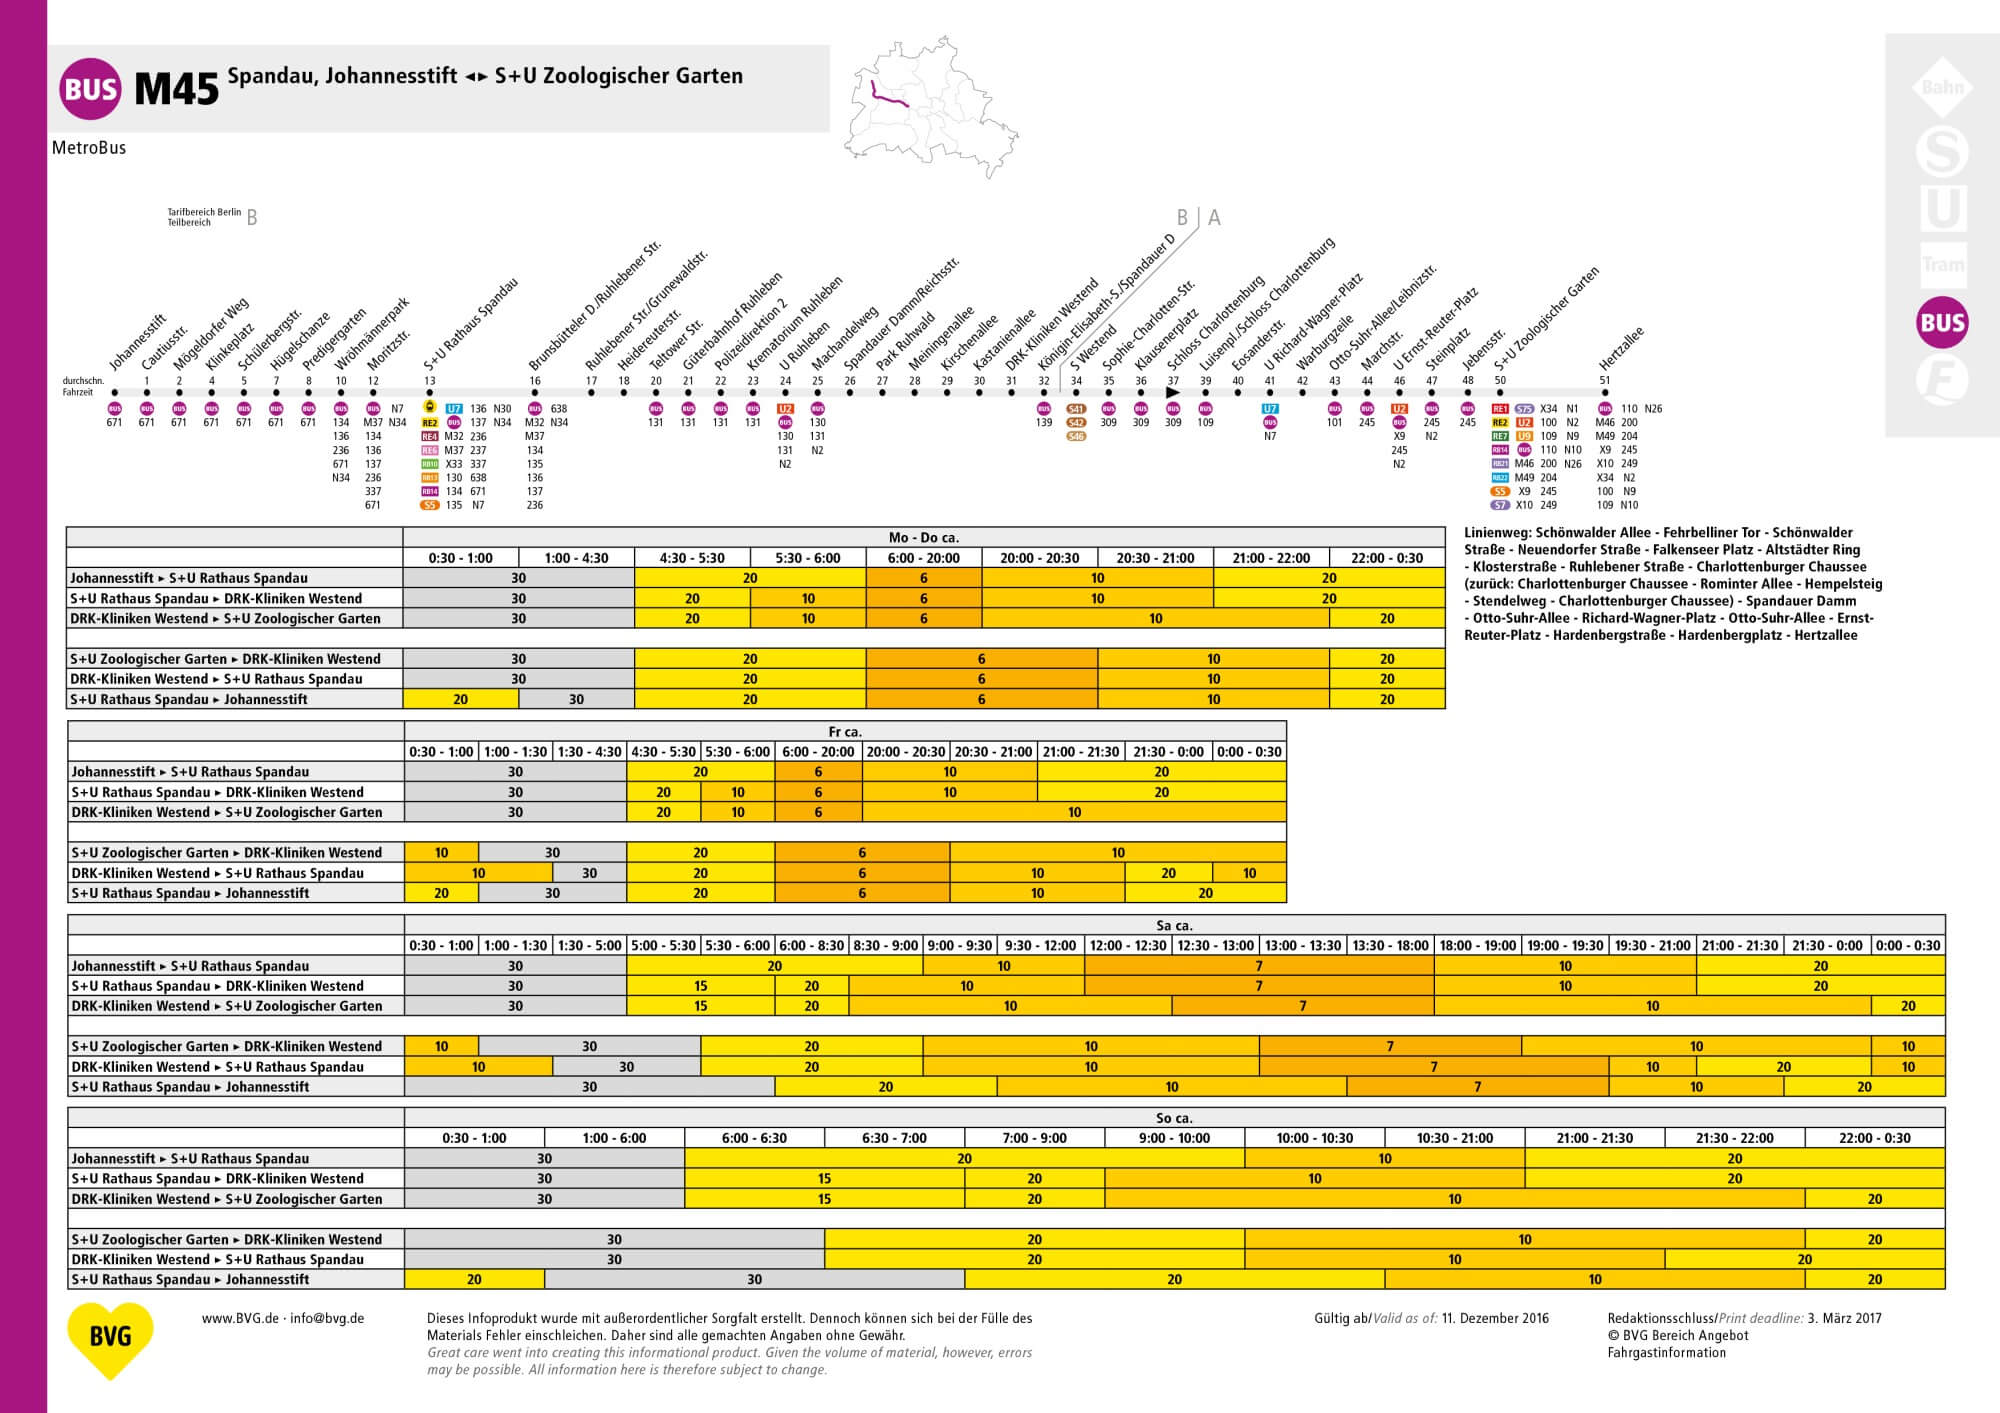 BUS M45 Spandau, Johannesstift ◂▸ S+U Zoologischer Garten
MetroBus
Bahn
S
U
Tram
BUS
F
Tarifbereich Berlin
Teilbereich B
B | A
Johannesstift
Cautiusstr.
Mögeldorfer Weg
Klinkeplatz
Schülerbergstr.
Hügelschanze
Predigergarten
Wröhmännerpark
Moritzstr.
S+U Rathaus Spandau
Brunsbütteler D./Ruhlebener Str.
Ruhlebener Str./Grunewaldstr.
Heidereuterstr.
Teltower Str.
Güterbahnhof Ruhleben
Polizeidirektion 2
Krematorium Ruhleben
U Ruhleben
Machandelweg
Spandauer Damm/Reichsstr.
Park Ruhwald
Meiningenallee
Kirschenallee
Kastanienallee
DRK-Kliniken Westend
Königin-Elisabeth-S./Spandauer D
S Westend
Sophie-Charlotten-Str.
Klausenerplatz
Schloss Charlottenburg
Luisenpl./Schloss Charlottenburg
Eosanderstr.
U Richard-Wagner-Platz
Warburgzeile
Otto-Suhr-Allee/Leibnizstr.
Marchstr.
U Ernst-Reuter-Platz
Steinplatz
Jebensstr.
S+U Zoologischer Garten
Hertzallee
durchschn. 1 2 4 5 7 8 10 12 13 16 17 18 20 21 22 23 24 25 26 27 28 29 30 31 32 34 35 36 37 39 40 41 42 43 44 46 47 48 50 51
Fahrzeit
BUS BUS BUS BUS BUS BUS BUS BUS BUS N7 U7 136 N30 BUS 638 BUS BUS BUS BUS U2 BUS BUS S41 BUS BUS BUS BUS U7 BUS BUS U2 BUS BUS RE1 S75 X34 N1 BUS 110 N26
671 671 671 671 671 671 671 134 M37 N34 RE2 BUS 137 N34 M32 N34 131 131 131 131 BUS 130 139 S42 309 309 309 109 BUS 101 245 BUS 245 245 RE2 U2 100 N2 M46 200
136 134 RE4 M32 236 M37 130 131 S46 N7 X9 N2 RE7 U9 109 N9 M49 204
236 136 RE6 M37 237 134 131 N2 245 RB14 BUS 110 N10 X9 245
671 137 RB10 X33 337 135 N2 N2 RB21 M46 200 N26 X10 249
N34 236 RB13 130 638 136 RB22 M49 204 X34 N2
337 RB14 134 671 137 S5 X9 245 100 N9
671 S5 135 N7 236 S7 X10 249 109 N10
Linienweg: Schönwalder Allee - Fehrbelliner Tor - Schönwalder
Straße - Neuendorfer Straße - Falkenseer Platz - Altstädter Ring
- Klosterstraße - Ruhlebener Straße - Charlottenburger Chaussee
(zurück: Charlottenburger Chaussee - Rominter Allee - Hempelsteig
- Stendelweg - Charlottenburger Chaussee) - Spandauer Damm
- Otto-Suhr-Allee - Richard-Wagner-Platz - Otto-Suhr-Allee - Ernst-
Reuter-Platz - Hardenbergstraße - Hardenbergplatz - Hertzallee
Mo - Do ca.
0:30 - 1:00 1:00 - 4:30 4:30 - 5:30 5:30 - 6:00 6:00 - 20:00 20:00 - 20:30 20:30 - 21:00 21:00 - 22:00 22:00 - 0:30
Johannesstift ▸ S+U Rathaus Spandau 30 20 6 10 20
S+U Rathaus Spandau ▸ DRK-Kliniken Westend 30 20 10 6 10 20
DRK-Kliniken Westend ▸ S+U Zoologischer Garten 30 20 10 6 10 20
S+U Zoologischer Garten ▸ DRK-Kliniken Westend 30 20 6 10 20
DRK-Kliniken Westend ▸ S+U Rathaus Spandau 30 20 6 10 20
S+U Rathaus Spandau ▸ Johannesstift 20 30 20 6 10 20
Fr ca.
0:30 - 1:00 1:00 - 1:30 1:30 - 4:30 4:30 - 5:30 5:30 - 6:00 6:00 - 20:00 20:00 - 20:30 20:30 - 21:00 21:00 - 21:30 21:30 - 0:00 0:00 - 0:30
Johannesstift ▸ S+U Rathaus Spandau 30 20 6 10 20
S+U Rathaus Spandau ▸ DRK-Kliniken Westend 30 20 10 6 10 20
DRK-Kliniken Westend ▸ S+U Zoologischer Garten 30 20 10 6 10
S+U Zoologischer Garten ▸ DRK-Kliniken Westend 10 30 20 6 10
DRK-Kliniken Westend ▸ S+U Rathaus Spandau 10 30 20 6 10 20 10
S+U Rathaus Spandau ▸ Johannesstift 20 30 20 6 10 20
Sa ca.
0:30 - 1:00 1:00 - 1:30 1:30 - 5:00 5:00 - 5:30 5:30 - 6:00 6:00 - 8:30 8:30 - 9:00 9:00 - 9:30 9:30 - 12:00 12:00 - 12:30 12:30 - 13:00 13:00 - 13:30 13:30 - 18:00 18:00 - 19:00 19:00 - 19:30 19:30 - 21:00 21:00 - 21:30 21:30 - 0:00 0:00 - 0:30
Johannesstift ▸ S+U Rathaus Spandau 30 20 10 7 10 20
S+U Rathaus Spandau ▸ DRK-Kliniken Westend 30 15 20 10 7 10 20
DRK-Kliniken Westend ▸ S+U Zoologischer Garten 30 15 20 10 7 10 20
S+U Zoologischer Garten ▸ DRK-Kliniken Westend 10 30 20 10 7 10 10
DRK-Kliniken Westend ▸ S+U Rathaus Spandau 10 30 20 10 7 10 20 10
S+U Rathaus Spandau ▸ Johannesstift 30 20 10 7 10 20
So ca.
0:30 - 1:00 1:00 - 6:00 6:00 - 6:30 6:30 - 7:00 7:00 - 9:00 9:00 - 10:00 10:00 - 10:30 10:30 - 21:00 21:00 - 21:30 21:30 - 22:00 22:00 - 0:30
Johannesstift ▸ S+U Rathaus Spandau 30 20 10 20
S+U Rathaus Spandau ▸ DRK-Kliniken Westend 30 15 20 10 20
DRK-Kliniken Westend ▸ S+U Zoologischer Garten 30 15 20 10 20
S+U Zoologischer Garten ▸ DRK-Kliniken Westend 30 20 10 20
DRK-Kliniken Westend ▸ S+U Rathaus Spandau 30 20 10 20
S+U Rathaus Spandau ▸ Johannesstift 20 30 20 10 20
BVG
www.BVG.de · info@bvg.de
Dieses Infoprodukt wurde mit außerordentlicher Sorgfalt erstellt. Dennoch können sich bei der Fülle des
Materials Fehler einschleichen. Daher sind alle gemachten Angaben ohne Gewähr.
Great care went into creating this informational product. Given the volume of material, however, errors
may be possible. All information here is therefore subject to change.
Gültig ab/Valid as of: 11. Dezember 2016
Redaktionsschluss/Print deadline: 3. März 2017
© BVG Bereich Angebot
Fahrgastinformation